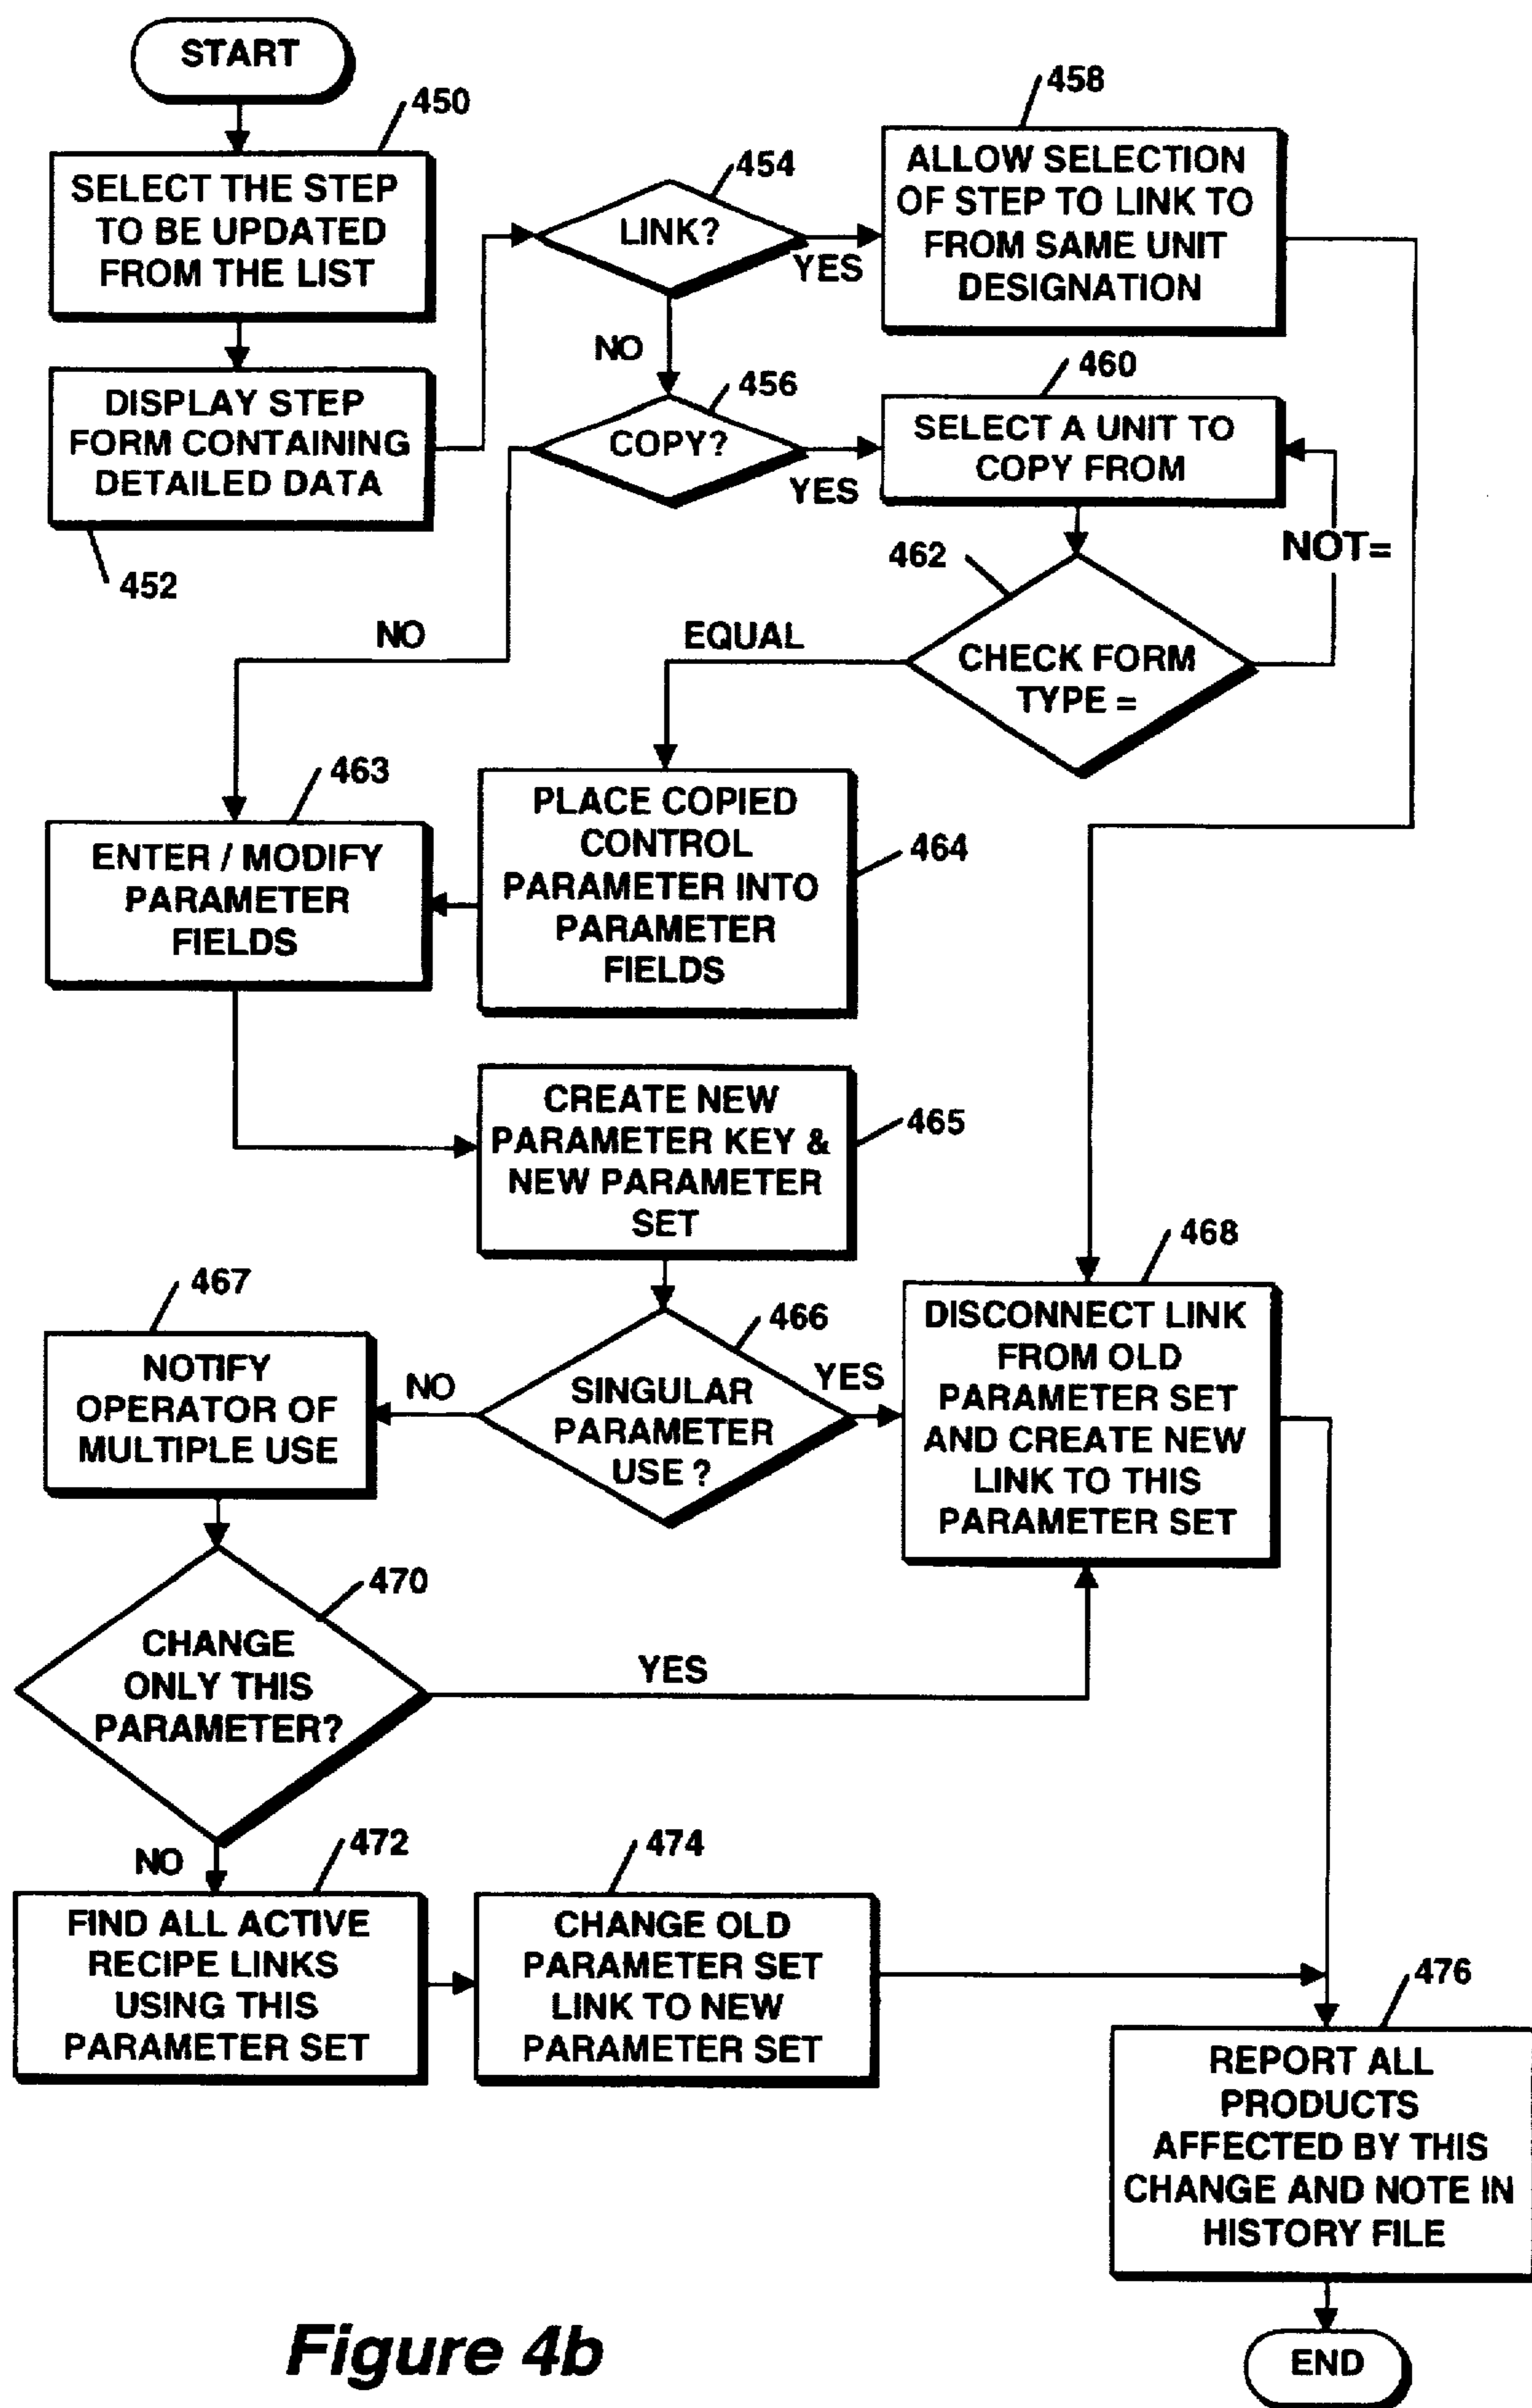 START
450
SELECT THE STEP
TO BE UPDATED
FROM THE LIST
DISPLAY STEP
FORM CONTAINING
DETAILED DATA
452
454
LINK?
YES
NO
458
ALLOW SELECTION
OF STEP TO LINK TO
FROM SAME UNIT
DESIGNATION
456
COPY?
YES
NO
460
SELECT A UNIT TO
COPY FROM
NOT=
462
CHECK FORM
TYPE =
EQUAL
463
ENTER / MODIFY
PARAMETER
FIELDS
PLACE COPIED
CONTROL
PARAMETER INTO
PARAMETER
FIELDS
464
CREATE NEW
PARAMETER KEY &
NEW PARAMETER
SET
465
466
SINGULAR
PARAMETER
USE ?
YES
NO
467
NOTIFY
OPERATOR OF
MULTIPLE USE
468
DISCONNECT LINK
FROM OLD
PARAMETER SET
AND CREATE NEW
LINK TO THIS
PARAMETER SET
470
CHANGE
ONLY THIS
PARAMETER?
YES
NO
472
FIND ALL ACTIVE
RECIPE LINKS
USING THIS
PARAMETER SET
474
CHANGE OLD
PARAMETER SET
LINK TO NEW
PARAMETER SET
476
REPORT ALL
PRODUCTS
AFFECTED BY THIS
CHANGE AND NOTE IN
HISTORY FILE
END
Figure 4b